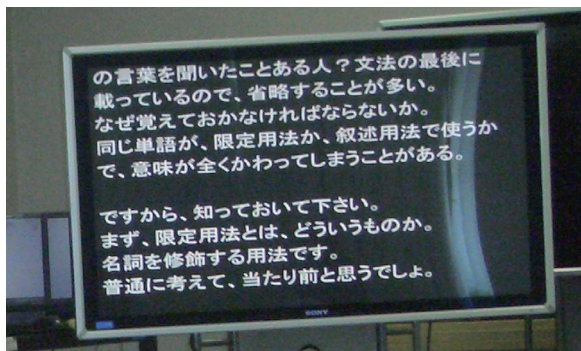 の言葉を聞いたことある人？文法の最後に
載っているので、省略することが多い。
なぜ覚えておかなければならないか。
同じ単語が、限定用法か、叙述用法で使うか
で、意味が全くかわってしまうことがある。
ですから、知っておいて下さい。
まず、限定用法とは、どういうものか。
名詞を修飾する用法です。
普通に考えて、当たり前と思うでしょ。
SONY